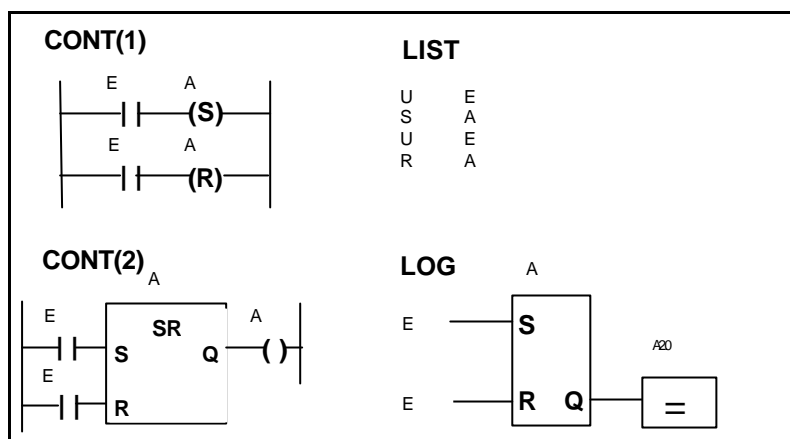 CONT(1)
E A
(S)
E A
(R)
LIST
U E
S A
U E
R A
CONT(2)
A
E
SR
A
S Q ( )
E
R
LOG
A
E S
A20
E R Q =